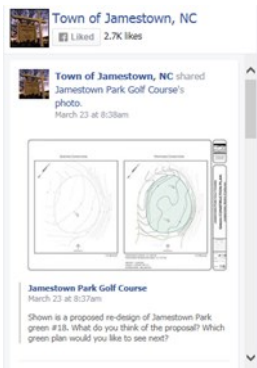 Town of Jamestown, NC
Liked 2.7K likes
Town of Jamestown, NC shared
Jamestown Park Golf Course's
photo.
March 23 at 8:38am
Jamestown Park Golf Course
March 23 at 8:37am
Shown is a proposed re-design of Jamestown Park
green #18. What do you think of the proposal? Which
green plan would you like to see next?